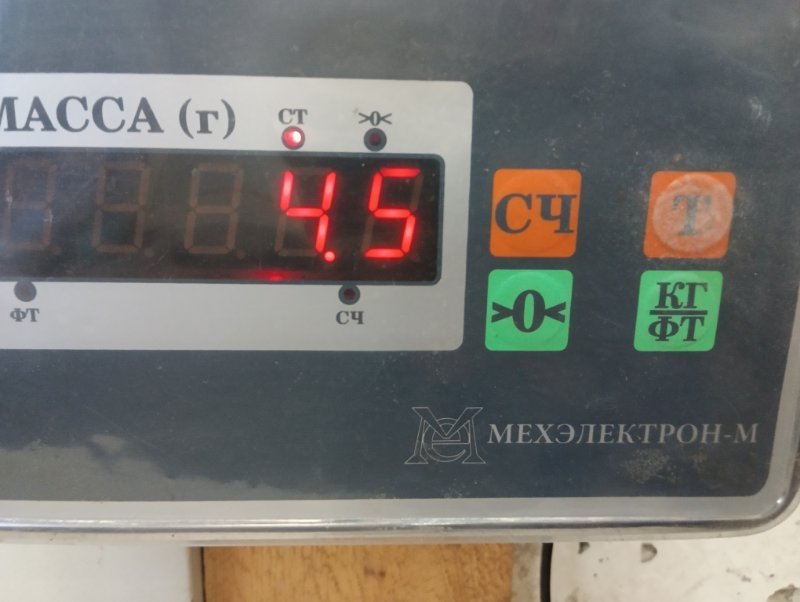 МАССА (г)
СТ >0<
4.5
ФТ СЧ
СЧ Т
>0< КГ
ФТ
МЕХЭЛЕКТРОН-М